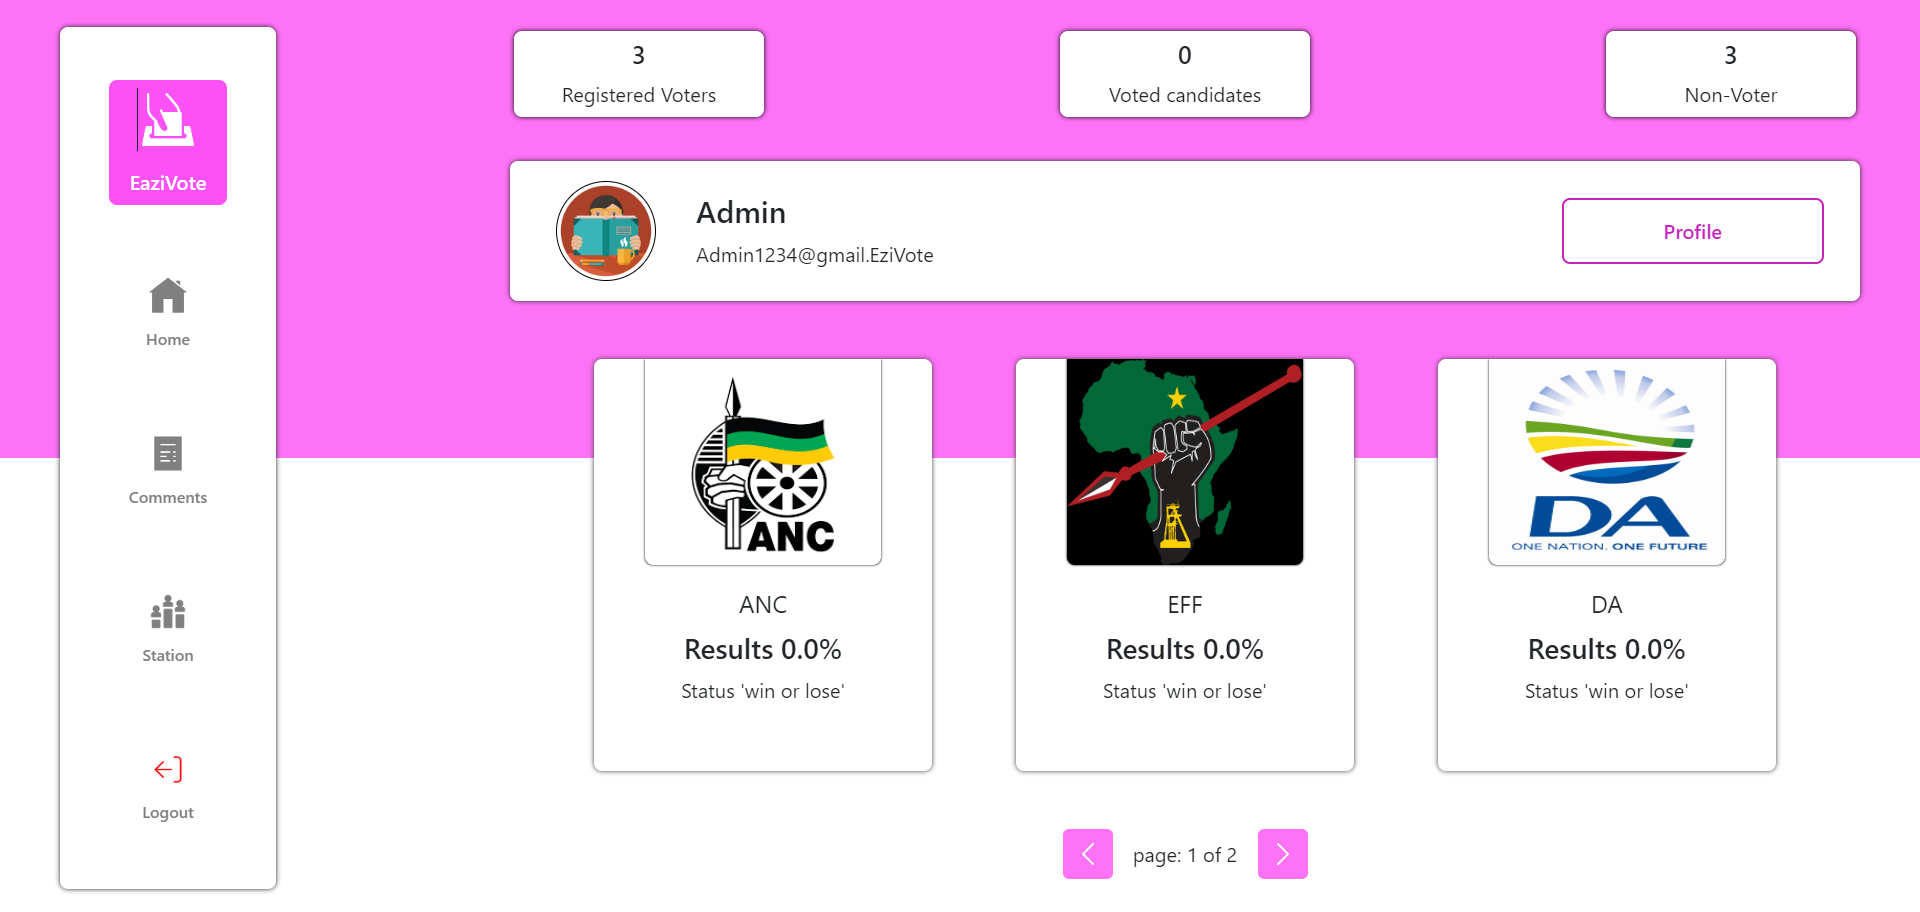 EaziVote
Home
Comments
Station
Logout
3
Registered Voters
0
Voted candidates
3
Non-Voter
Admin
Admin1234@gmail.EziVote
Profile
ANC
ANC
Results 0.0%
Status 'win or lose'
EFF
Results 0.0%
Status 'win or lose'
DA
ONE NATION. ONE FUTURE
DA
Results 0.0%
Status 'win or lose'
page: 1 of 2